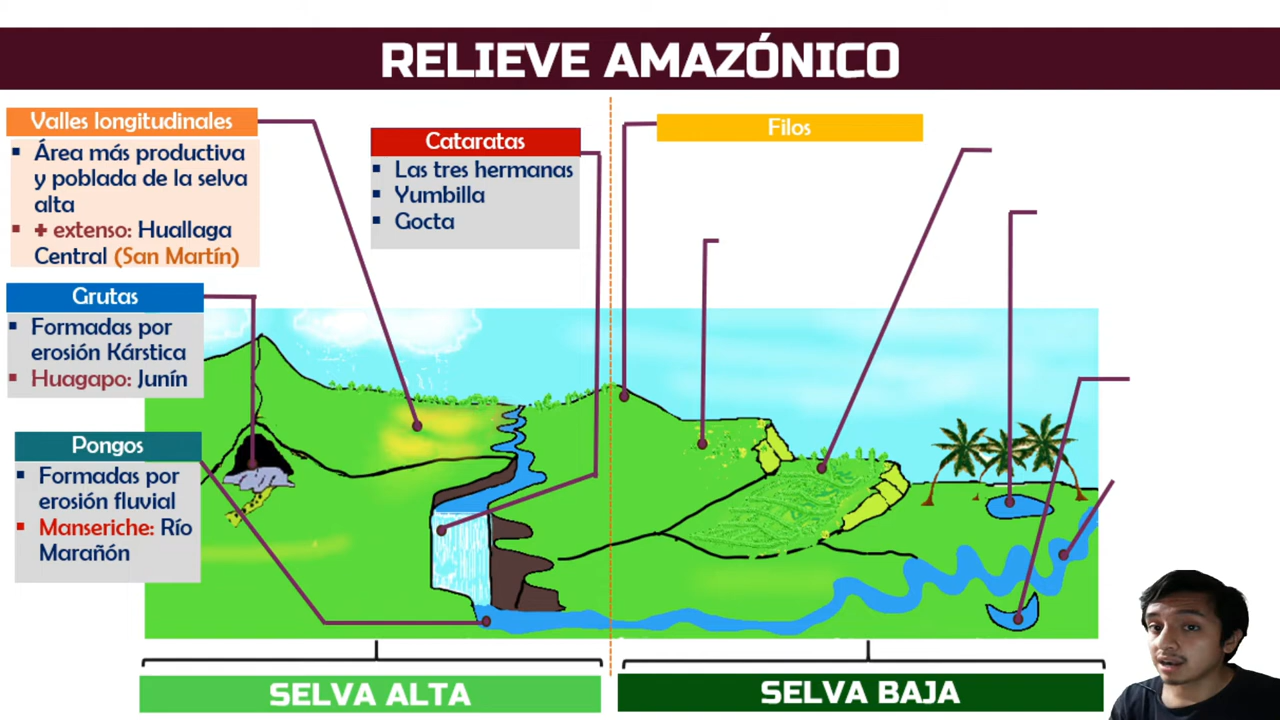 RELIEVE AMAZÓNICO
Valles longitudinales
▪ Área más productiva
y poblada de la selva
alta
▪ + extenso: Huallaga
Central (San Martín)
Grutas
▪ Formadas por
erosión Kárstica
▪ Huagapo: Junín
Pongos
▪ Formadas por
erosión fluvial
▪ Manseriche: Río
Marañón
Cataratas
▪ Las tres hermanas
▪ Yumbilla
▪ Gocta
Filos
SELVA ALTA
SELVA BAJA